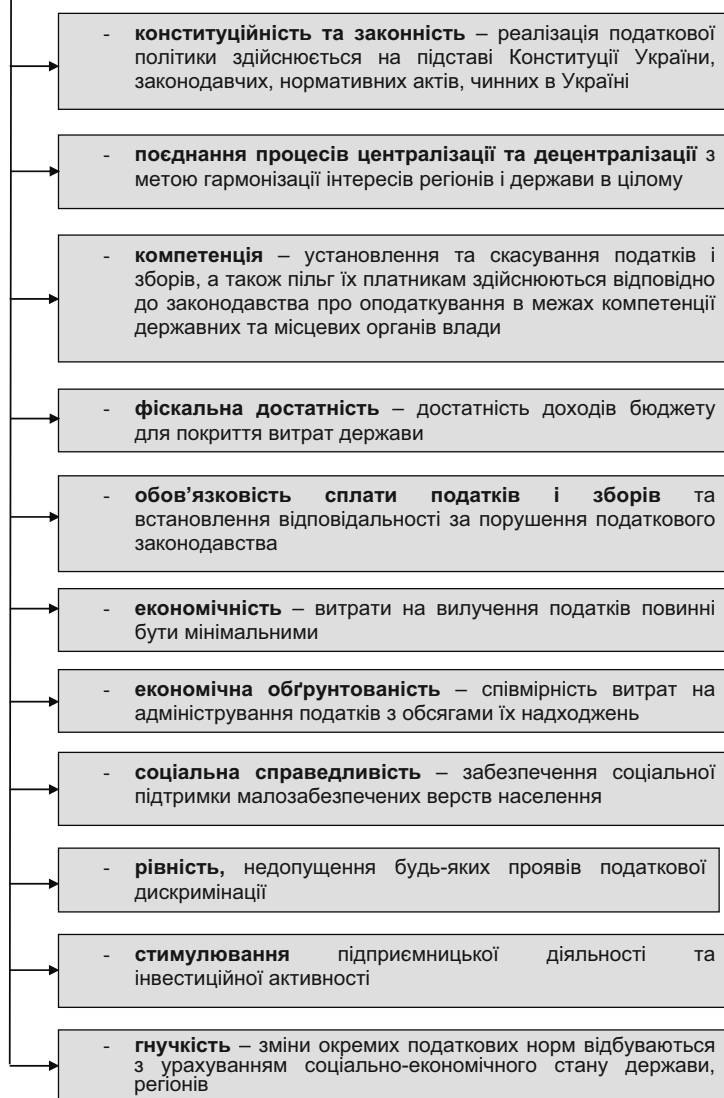 - конституційність та законність – реалізація податкової
політики здійснюється на підставі Конституції України,
законодавчих, нормативних актів, чинних в Україні
- поєднання процесів централізації та децентралізації з
метою гармонізації інтересів регіонів і держави в цілому
- компетенція – установлення та скасування податків і
зборів, а також пільг їх платникам здійснюються відповідно
до законодавства про оподаткування в межах компетенції
державних та місцевих органів влади
- фіскальна достатність – достатність доходів бюджету
для покриття витрат держави
- обов’язковість сплати податків і зборів та
встановлення відповідальності за порушення податкового
законодавства
- економічність – витрати на вилучення податків повинні
бути мінімальними
- економічна обґрунтованість – співмірність витрат на
адміністрування податків з обсягами їх надходжень
- соціальна справедливість – забезпечення соціальної
підтримки малозабезпечених верств населення
- рівність, недопущення будь-яких проявів податкової
дискримінації
- стимулювання підприємницької діяльності та
інвестиційної активності
- гнучкість – зміни окремих податкових норм відбуваються
з урахуванням соціально-економічного стану держави,
регіонів